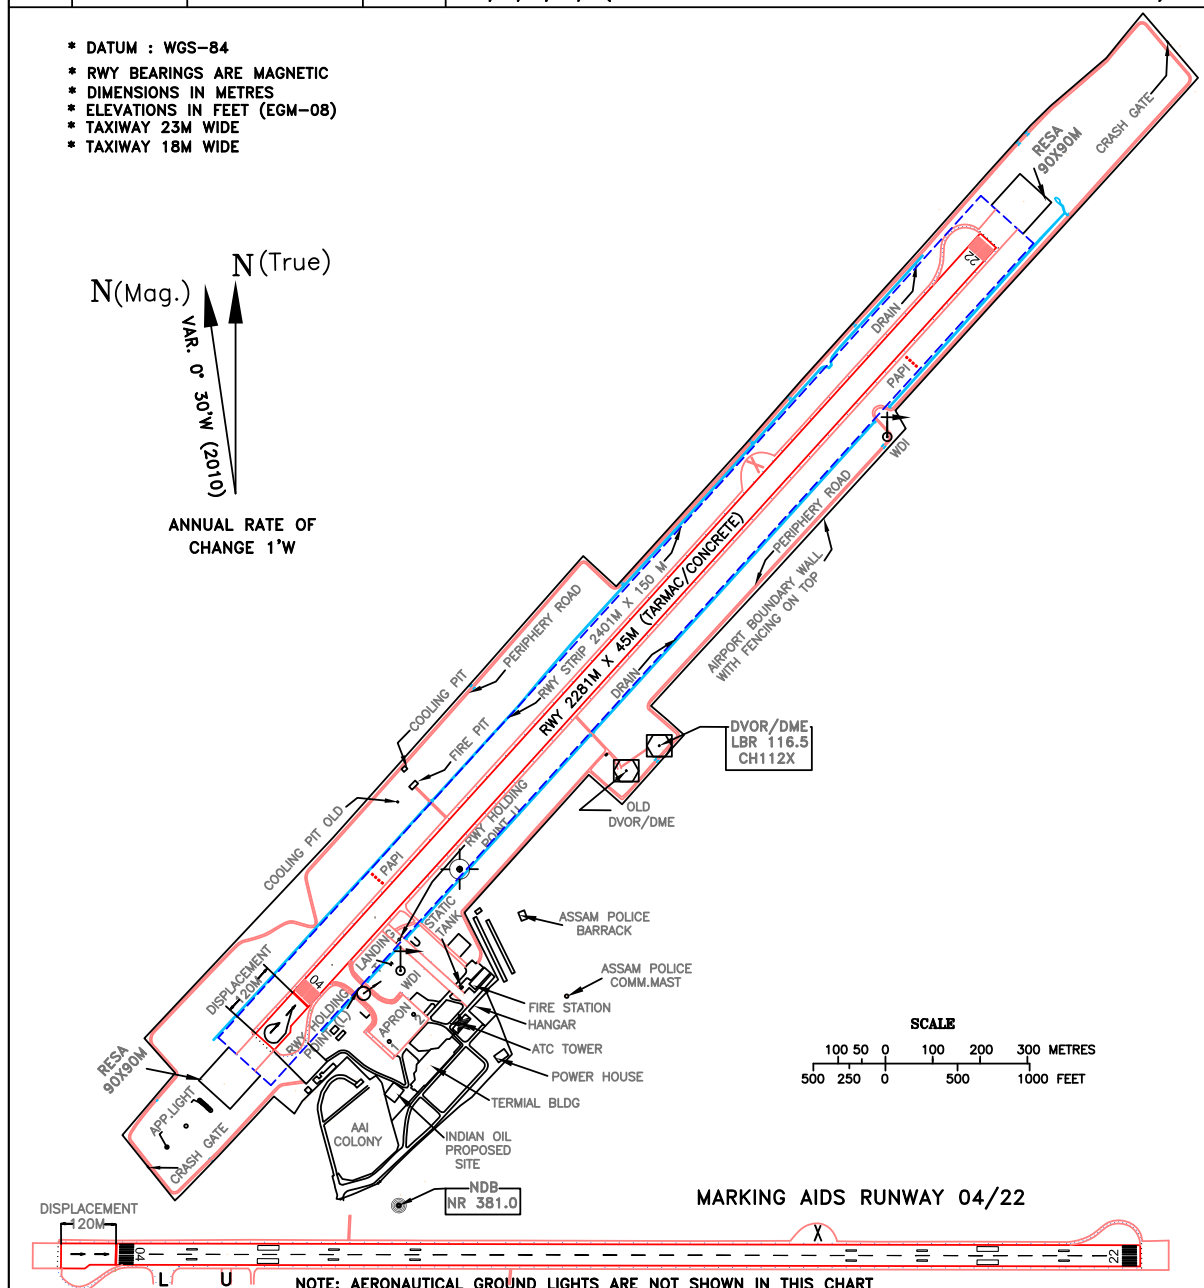 * DATUM : WGS-84
* RWY BEARINGS ARE MAGNETIC
* DIMENSIONS IN METRES
* ELEVATIONS IN FEET (EGM-08)
* TAXIWAY 23M WIDE
* TAXIWAY 18M WIDE
N(Mag.)
N(True)
VAR. 0° 30'W (2010)
ANNUAL RATE OF
CHANGE 1'W
CRASH GATE
RESA
90X90M
22
DRAIN
PAPI
WDI
X
PERIPHERY ROAD
AIRPORT BOUNDARY WALL
WITH FENCING ON TOP
RWY 2281M X 45M (TARMAC/CONCRETE)
RWY STRIP 2401M X 150 M
PERIPHERY ROAD
DRAIN
COOLING PIT
FIRE PIT
COOLING PIT OLD
DVOR/DME
LBR 116.5
CH112X
OLD
DVOR/DME
RWY HOLDING
POINT U
PAPI
STATIC
TANK
LANDING
T
U
WDI
ASSAM POLICE
BARRACK
ASSAM POLICE
COMM.MAST
DISPLACEMENT
120M
04
RWY HOLDING
POINT (L)
L
APRON
1
2
FIRE STATION
HANGAR
ATC TOWER
POWER HOUSE
TERMIAL BLDG
INDIAN OIL
PROPOSED
SITE
AAI
COLONY
RESA
90X90M
APP.LIGHT
CRASH GATE
NDB
NR 381.0
SCALE
100 50 0 100 200 300 METRES
500 250 0 500 1000 FEET
MARKING AIDS RUNWAY 04/22
DISPLACEMENT
120M
04
X
22
L
U
NOTE: AERONAUTICAL GROUND LIGHTS ARE NOT SHOWN IN THIS CHART